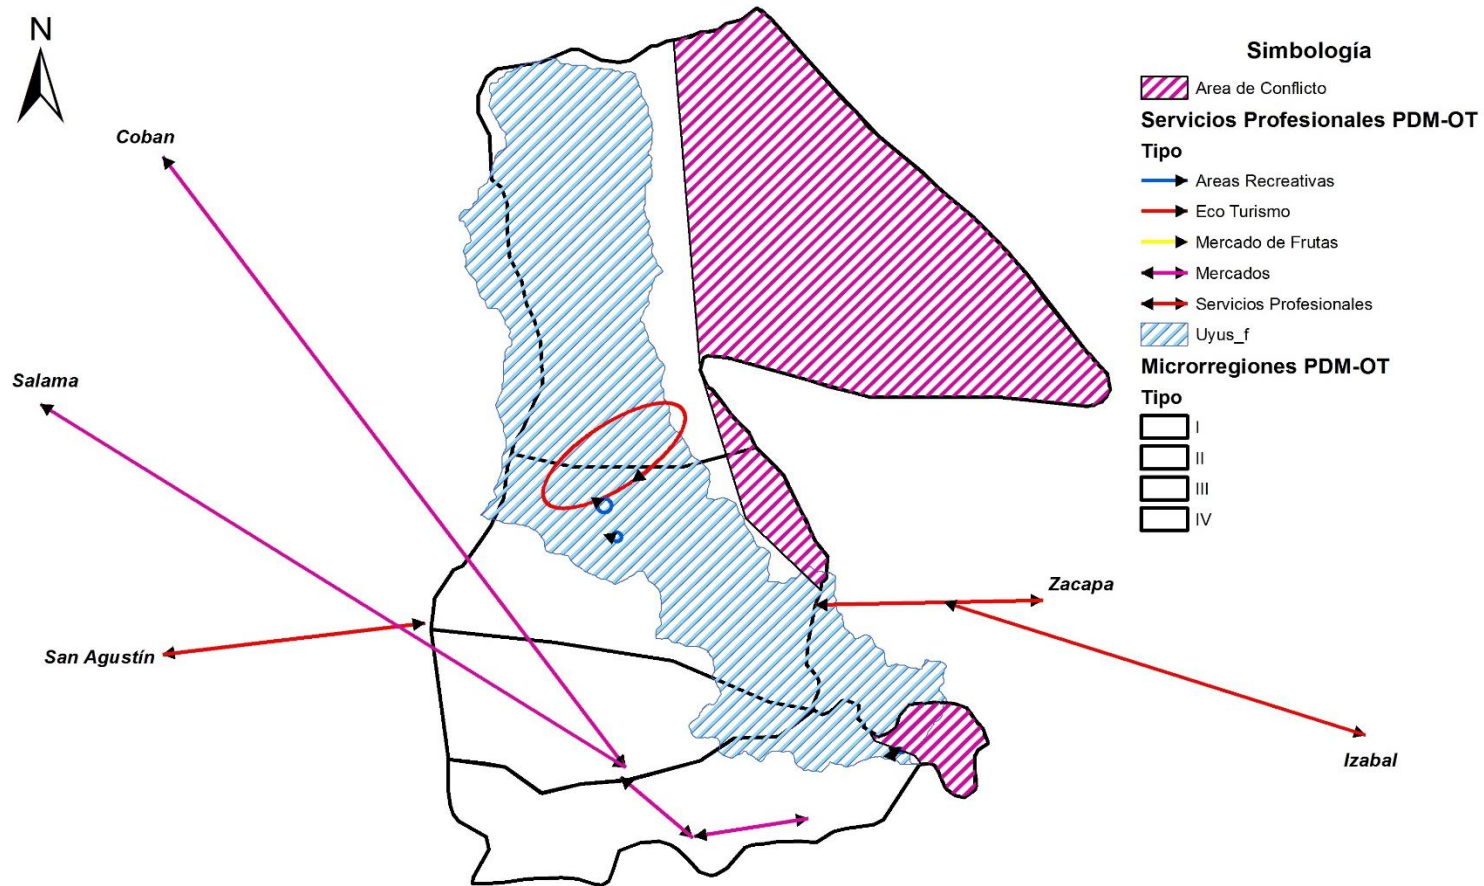 N
Coban
Salama
San Agustín
Zacapa
Izabal
Simbología
Area de Conflicto
Servicios Profesionales PDM-OT
Tipo
Areas Recreativas
Eco Turismo
Mercado de Frutas
Mercados
Servicios Profesionales
Uyus_f
Microrregiones PDM-OT
Tipo
I
II
III
IV